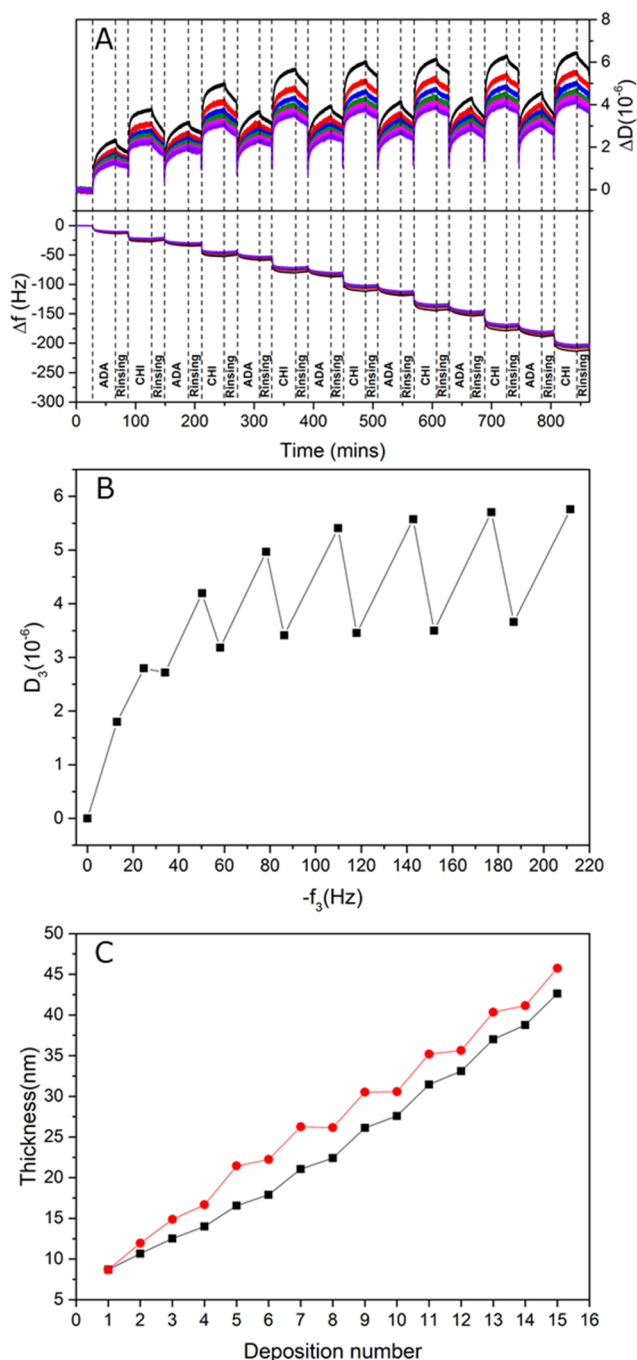 A
8
6
4
2
0
ΔD(10⁻⁶)
0
-50
-100
-150
-200
-250
-300
Δf (Hz)
ADA Rinsing CHI Rinsing ADA Rinsing CHI Rinsing ADA Rinsing CHI Rinsing ADA Rinsing CHI Rinsing ADA Rinsing CHI Rinsing ADA Rinsing CHI Rinsing ADA Rinsing CHI Rinsing
0 100 200 300 400 500 600 700 800
Time (mins)
B
6
5
4
3
2
1
0
D₃(10⁻⁶)
0 20 40 60 80 100 120 140 160 180 200 220
-f₃(Hz)
C
50
45
40
35
30
25
20
15
10
5
Thickness(nm)
0 1 2 3 4 5 6 7 8 9 10 11 12 13 14 15 16
Deposition number